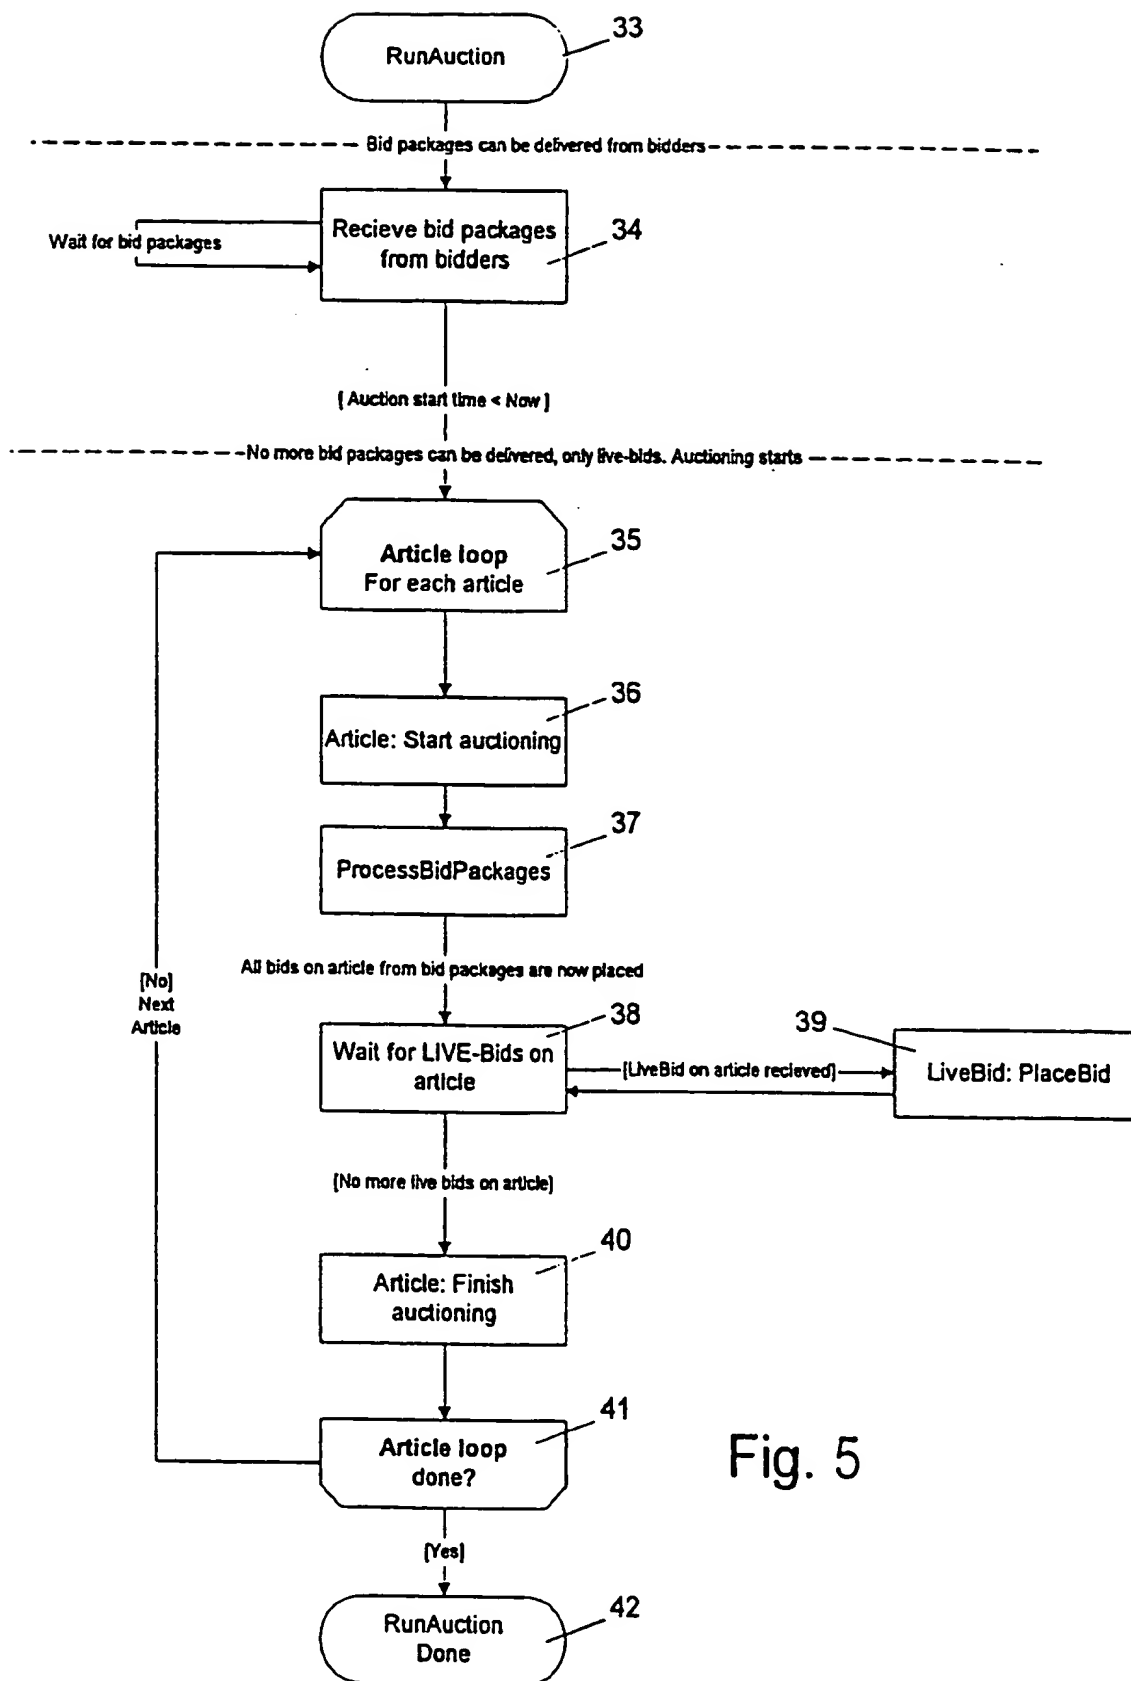 33
RunAuction
Bid packages can be delivered from bidders
Recieve bid packages
from bidders
34
Wait for bid packages
[ Auction start time < Now ]
No more bid packages can be delivered, only live-bids. Auctioning starts
35
Article loop
For each article
36
Article: Start auctioning
37
ProcessBidPackages
All bids on article from bid packages are now placed
[No]
Next
Article
38
Wait for LIVE-Bids on
article
[LiveBid on article recieved]
39
LiveBid: PlaceBid
[No more live bids on article]
40
Article: Finish
auctioning
41
Article loop
done?
Fig. 5
[Yes]
42
RunAuction
Done